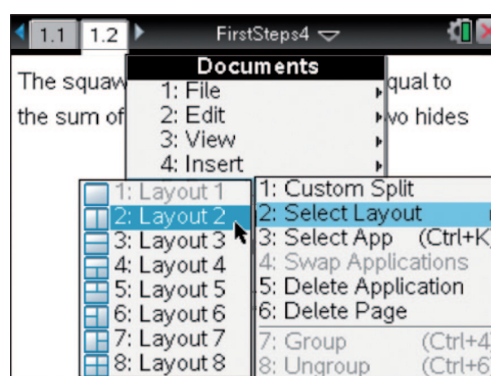 1.1 1.2 FirstSteps4
The squaw qual to
the sum of wo hides
Documents
1: File
2: Edit
3: View
4: Insert
1: Layout 1
2: Layout 2
3: Layout 3
4: Layout 4
5: Layout 5
6: Layout 6
7: Layout 7
8: Layout 8
1: Custom Split
2: Select Layout
3: Select App (Ctrl+K)
4: Swap Applications
5: Delete Application
6: Delete Page
7: Group (Ctrl+4
8: Ungroup (Ctrl+6